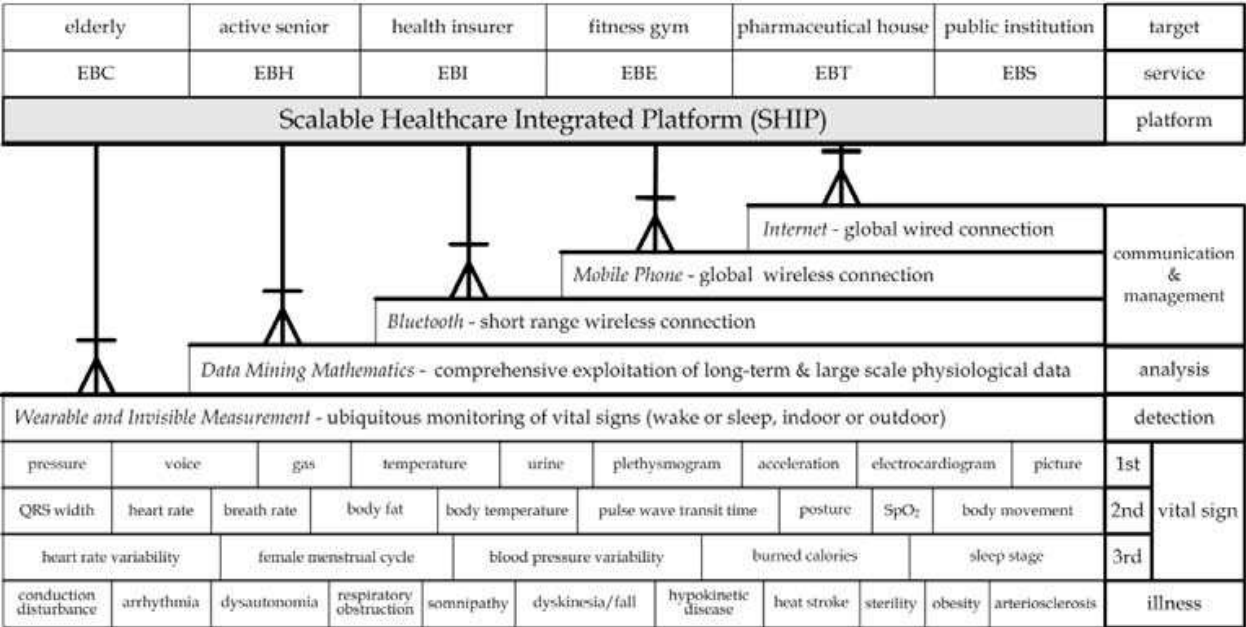 elderly active senior health insurer fitness gym pharmaceutical house public institution target
EBC EBH EBI EBE EBT EBS service
Scalable Healthcare Integrated Platform (SHIP) platform
Internet - global wired connection
Mobile Phone - global wireless connection
Bluetooth - short range wireless connection
communication
&
management
Data Mining Mathematics - comprehensive exploitation of long-term & large scale physiological data analysis
Wearable and Invisible Measurement - ubiquitous monitoring of vital signs (wake or sleep, indoor or outdoor) detection
pressure voice gas temperature urine plethysmogram acceleration electrocardiogram picture 1st
QRS width heart rate breath rate body fat body temperature pulse wave transit time posture SpO₂ body movement 2nd vital sign
heart rate variability female menstrual cycle blood pressure variability burned calories sleep stage 3rd
conduction
disturbance arrhythmia dysautonomia respiratory
obstruction somnipathy dyskinesia/fall hypokinetic
disease heat stroke sterility obesity arteriosclerosis illness